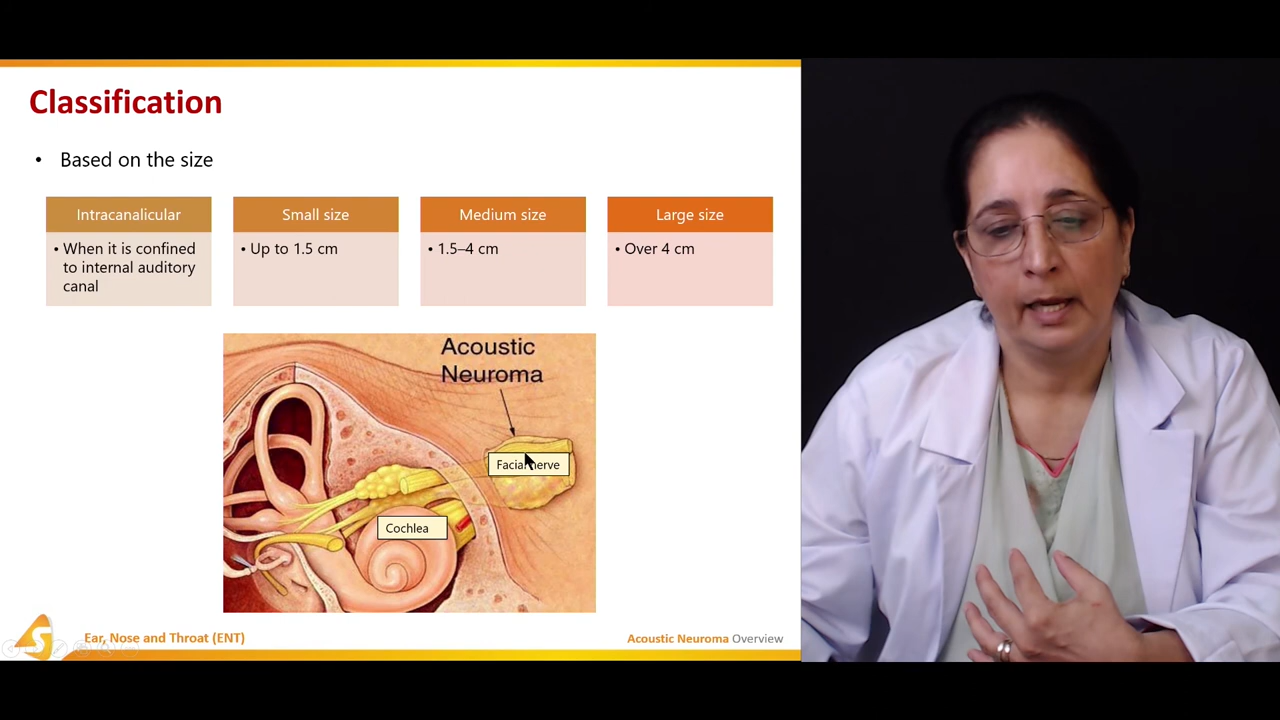 Classification
• Based on the size
Intracanalicular
• When it is confined
to internal auditory
canal
Small size
• Up to 1.5 cm
Medium size
• 1.5–4 cm
Large size
• Over 4 cm
Acoustic
Neuroma
Facial nerve
Cochlea
Ear, Nose and Throat (ENT)
Acoustic Neuroma Overview